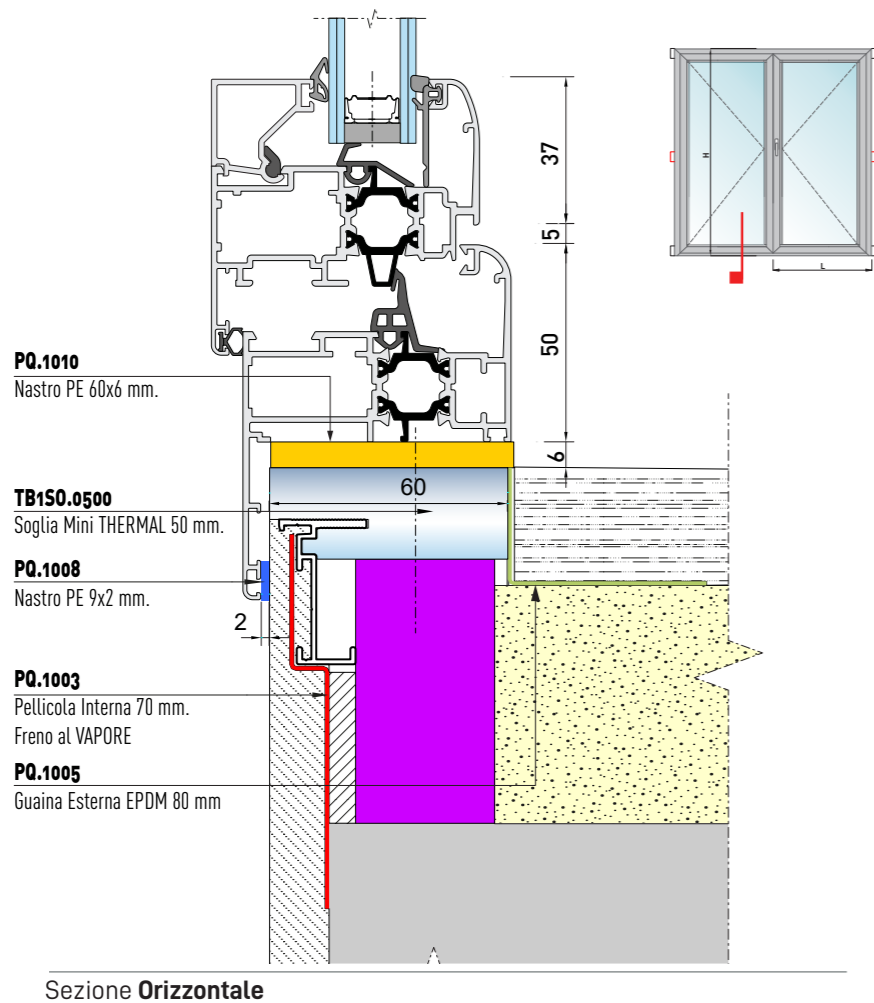 37
5
50
6
60
2
H
L
PQ.1010
Nastro PE 60x6 mm.
TB1SO.0500
Soglia Mini THERMAL 50 mm.
PQ.1008
Nastro PE 9x2 mm.
PQ.1003
Pellicola Interna 70 mm.
Freno al VAPORE
PQ.1005
Guaina Esterna EPDM 80 mm
Sezione Orizzontale